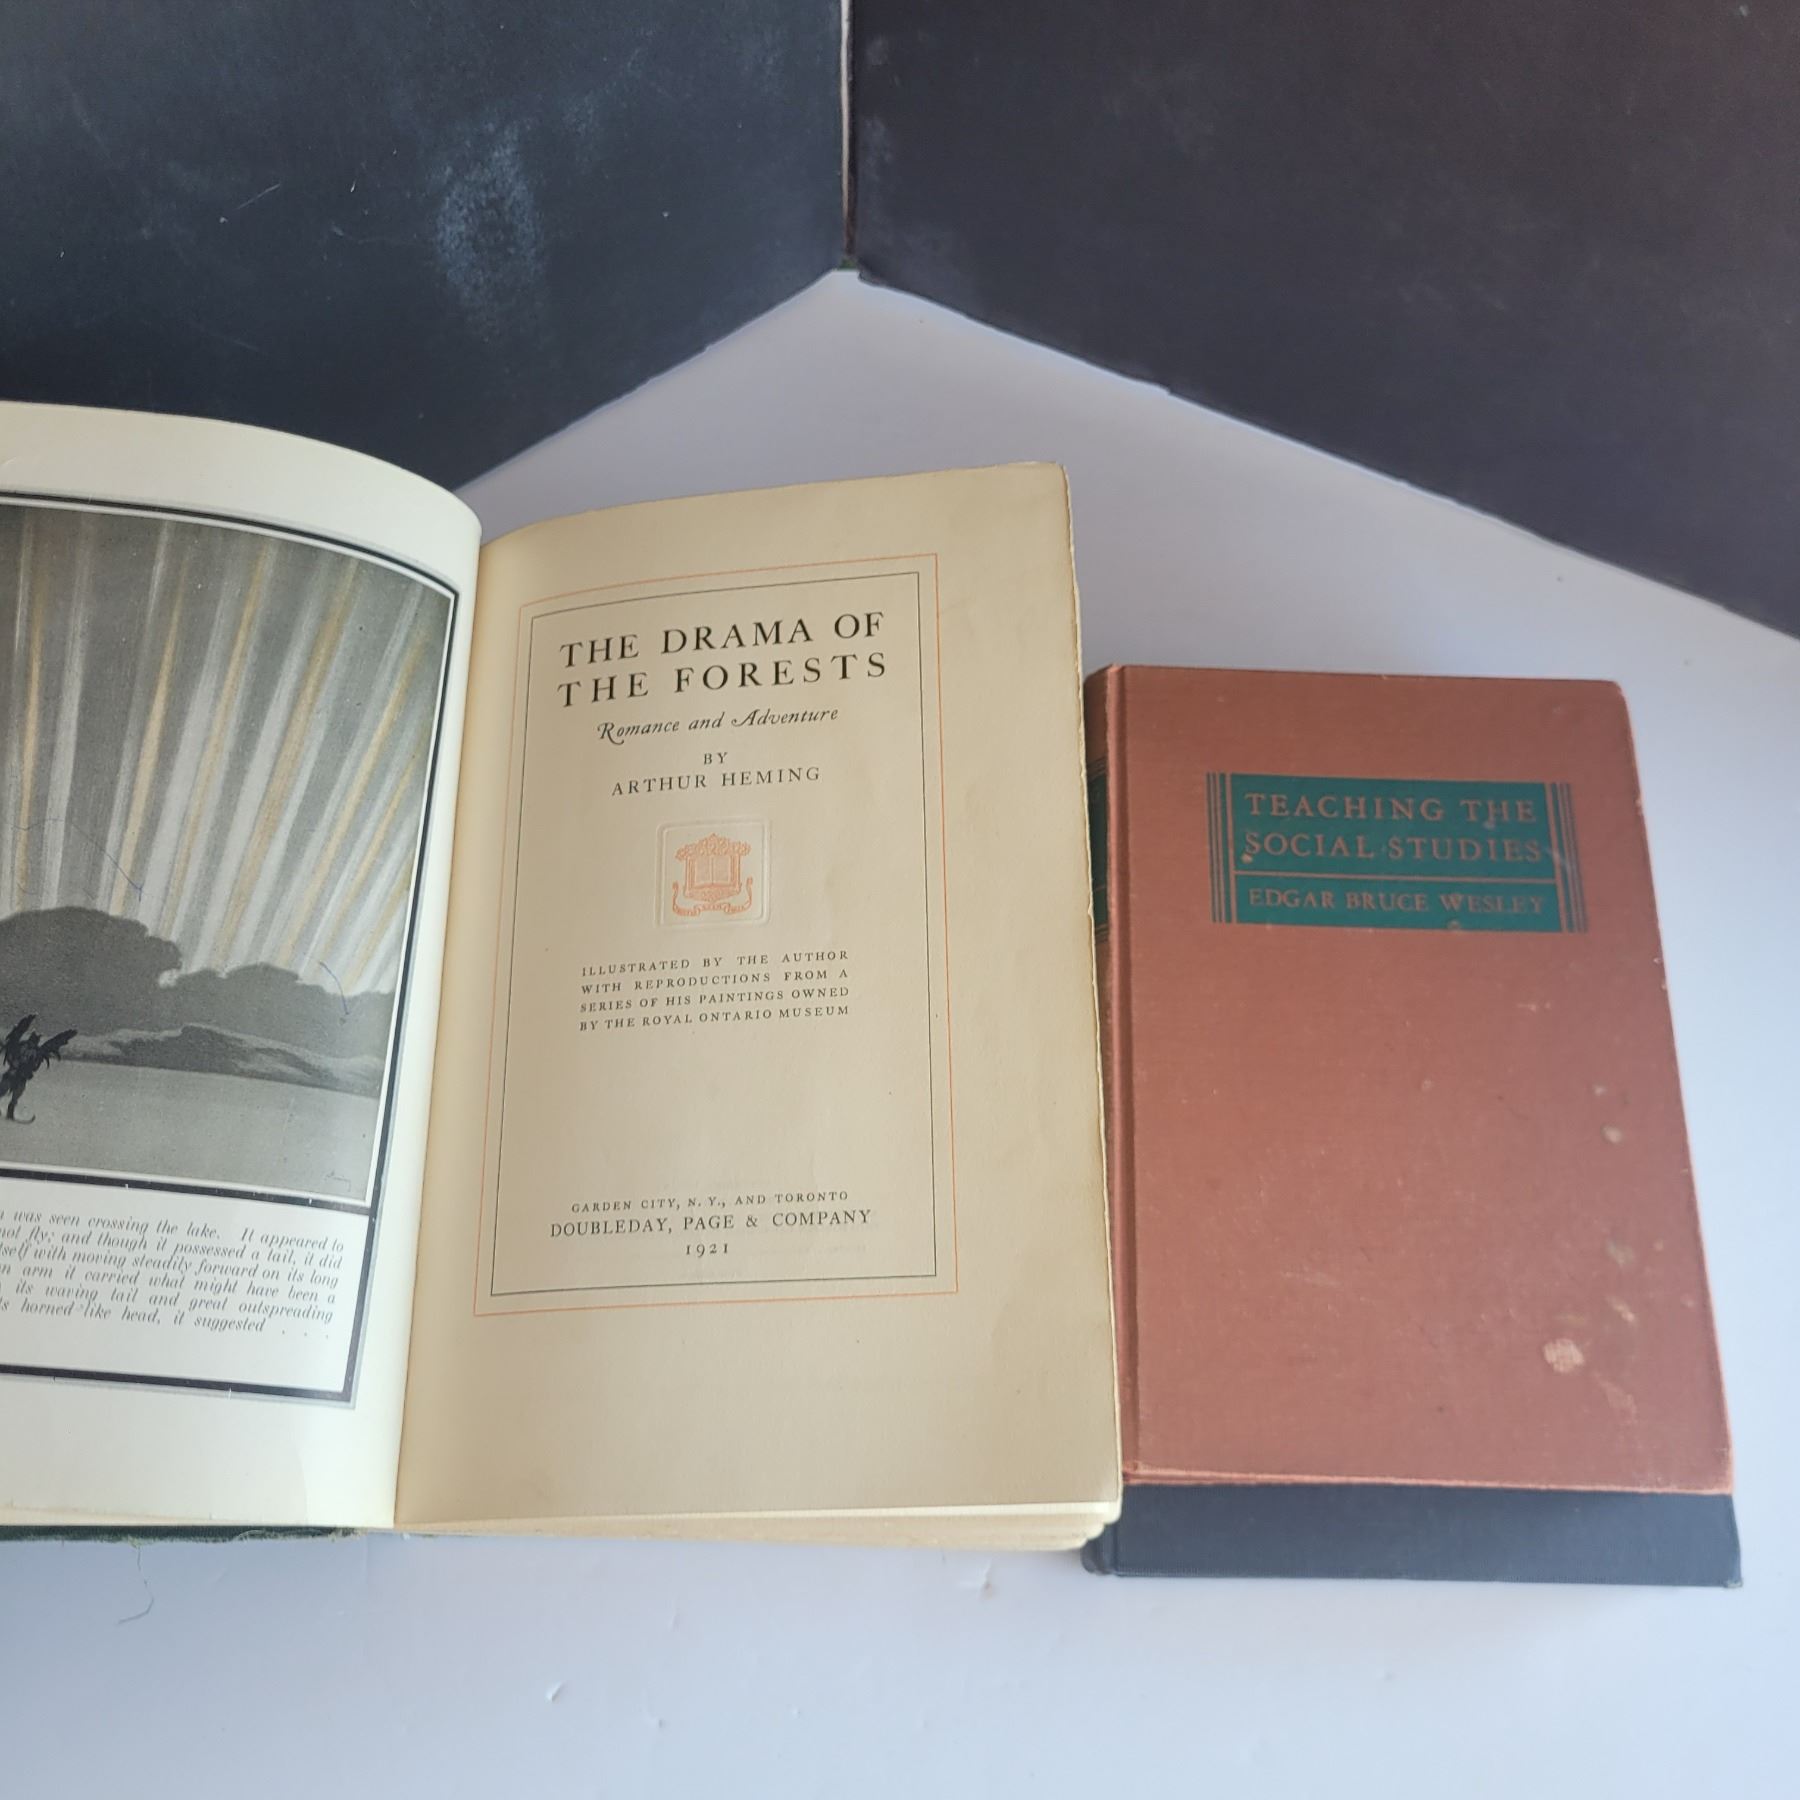 was seen crossing the lake. It appeared to
not fly; and though it possessed a tail, it did
itself with moving steadily forward on its long
arm it carried what might have been a
its waving tail and great outspreading
horned-like head, it suggested . . . .
THE DRAMA OF
THE FORESTS
Romance and Adventure
BY
ARTHUR HEMING
ILLUSTRATED BY THE AUTHOR
WITH REPRODUCTIONS FROM A
SERIES OF HIS PAINTINGS OWNED
BY THE ROYAL ONTARIO MUSEUM
GARDEN CITY, N. Y., AND TORONTO
DOUBLEDAY, PAGE & COMPANY
1921
TEACHING THE
SOCIAL STUDIES
EDGAR BRUCE WESLEY